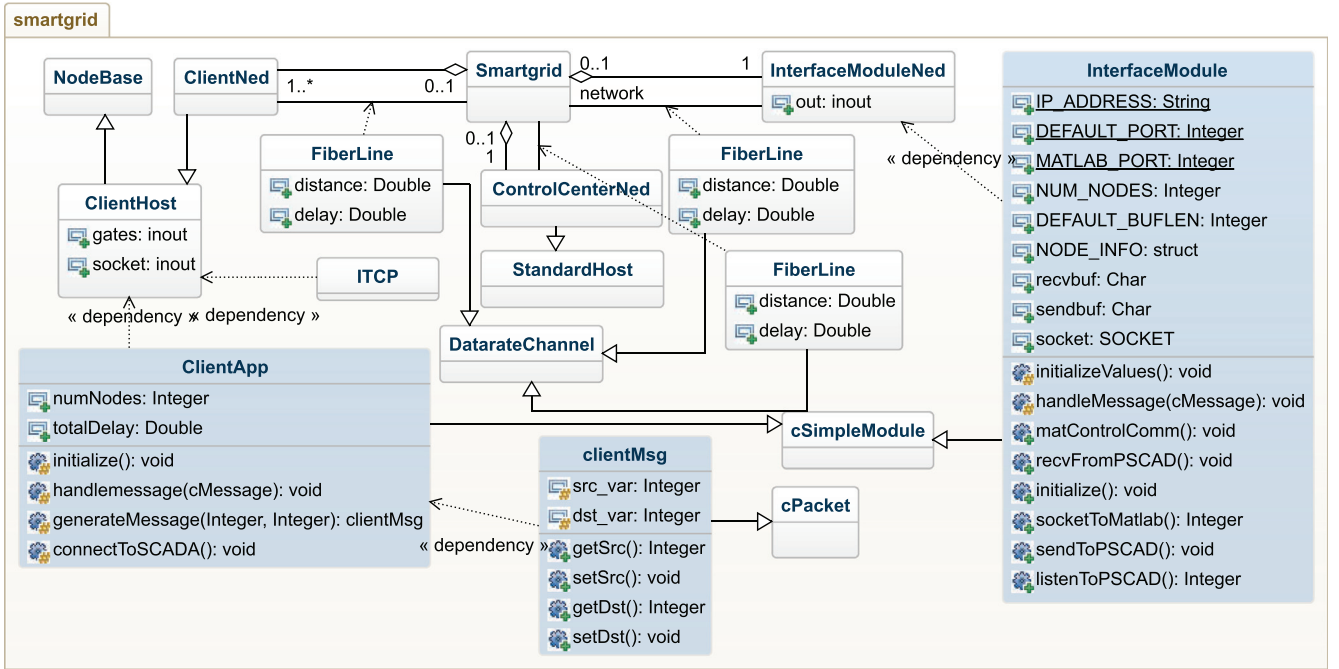 smartgrid
NodeBase
ClientNed
1..*
0..1
Smartgrid
0..1
1
network
InterfaceModuleNed
out: inout
InterfaceModule
IP_ADDRESS: String
DEFAULT_PORT: Integer
MATLAB_PORT: Integer
NUM_NODES: Integer
DEFAULT_BUFLEN: Integer
NODE_INFO: struct
recvbuf: Char
sendbuf: Char
socket: SOCKET
initializeValues(): void
handleMessage(cMessage): void
matControlComm(): void
recvFromPSCAD(): void
initialize(): void
socketToMatlab(): Integer
sendToPSCAD(): void
listenToPSCAD(): Integer
« dependency »
FiberLine
distance: Double
delay: Double
0..1
1
ControlCenterNed
FiberLine
distance: Double
delay: Double
ClientHost
gates: inout
socket: inout
ITCP
StandardHost
FiberLine
distance: Double
delay: Double
« dependency »
« dependency »
DatarateChannel
ClientApp
numNodes: Integer
totalDelay: Double
initialize(): void
handlemessage(cMessage): void
generateMessage(Integer, Integer): clientMsg
connectToSCADA(): void
cSimpleModule
« dependency »
clientMsg
src_var: Integer
dst_var: Integer
getSrc(): Integer
setSrc(): void
getDst(): Integer
setDst(): void
cPacket